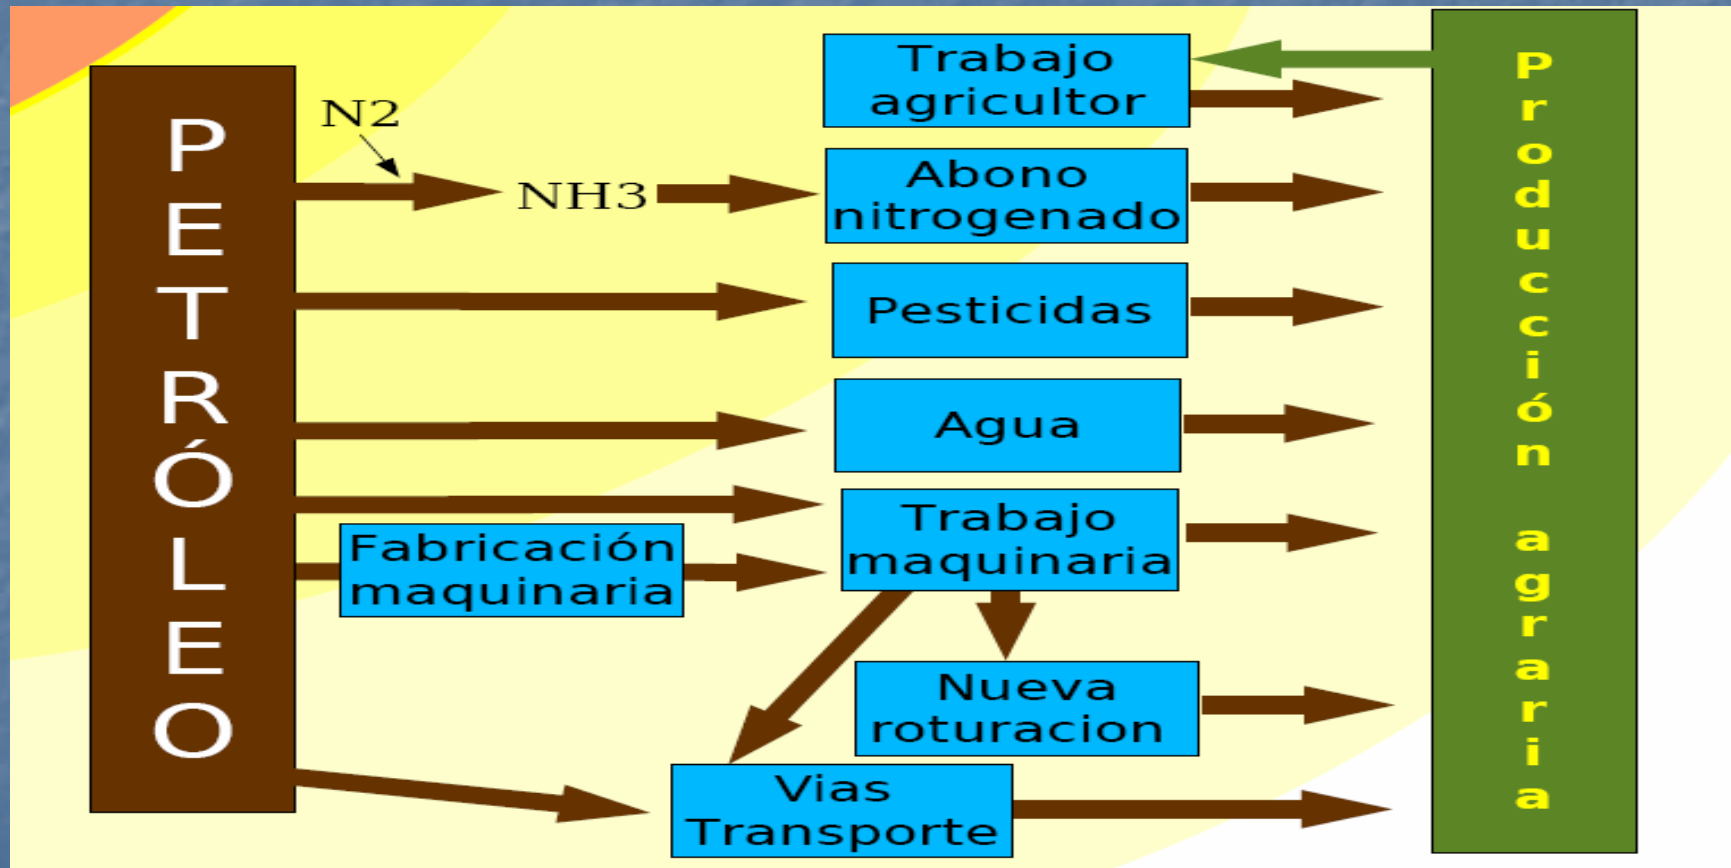 PETRÓLEO
N2
NH3
Trabajo
agricultor
Abono
nitrogenado
Pesticidas
Agua
Fabricación
maquinaria
Trabajo
maquinaria
Nueva
roturacion
Vias
Transporte
Producción agraria